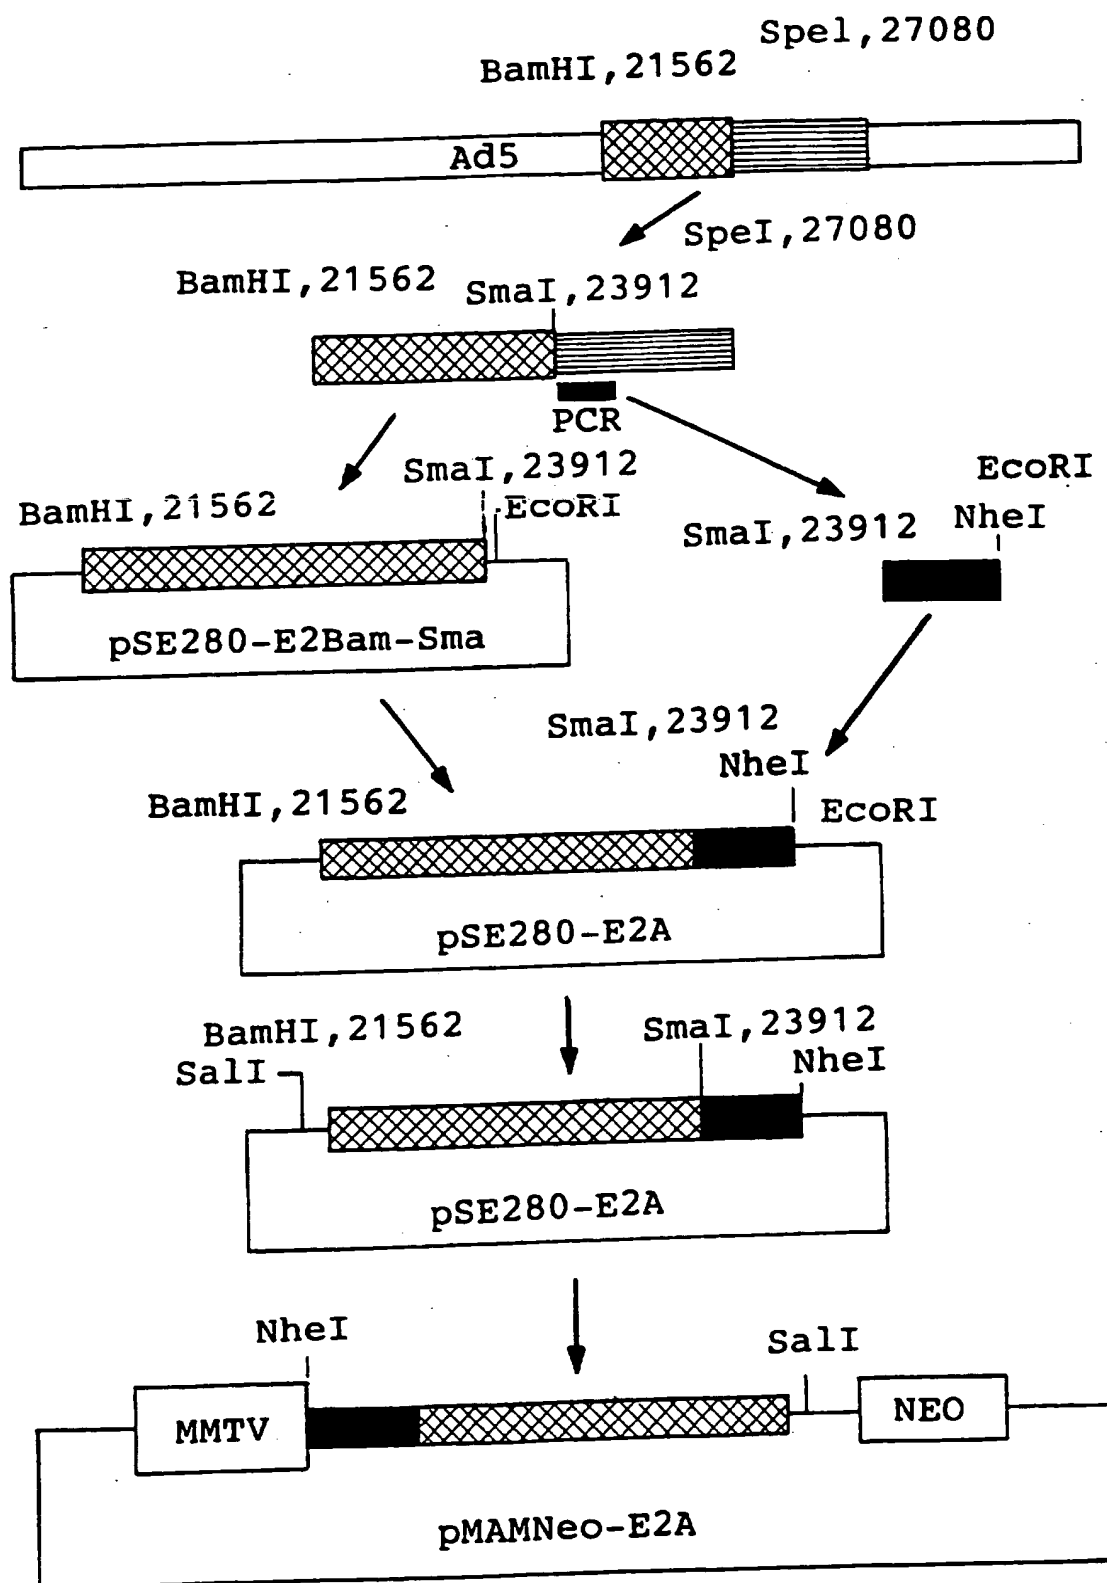 SpeI,27080
BamHI,21562
Ad5
SpeI,27080
BamHI,21562
SmaI,23912
PCR
SmaI,23912
EcoRI
BamHI,21562
EcoRI
SmaI,23912
NheI
pSE280-E2Bam-Sma
SmaI,23912
NheI
BamHI,21562
EcoRI
pSE280-E2A
BamHI,21562
SmaI,23912
SalI
NheI
pSE280-E2A
NheI
SalI
MMTV
NEO
pMAMNeo-E2A